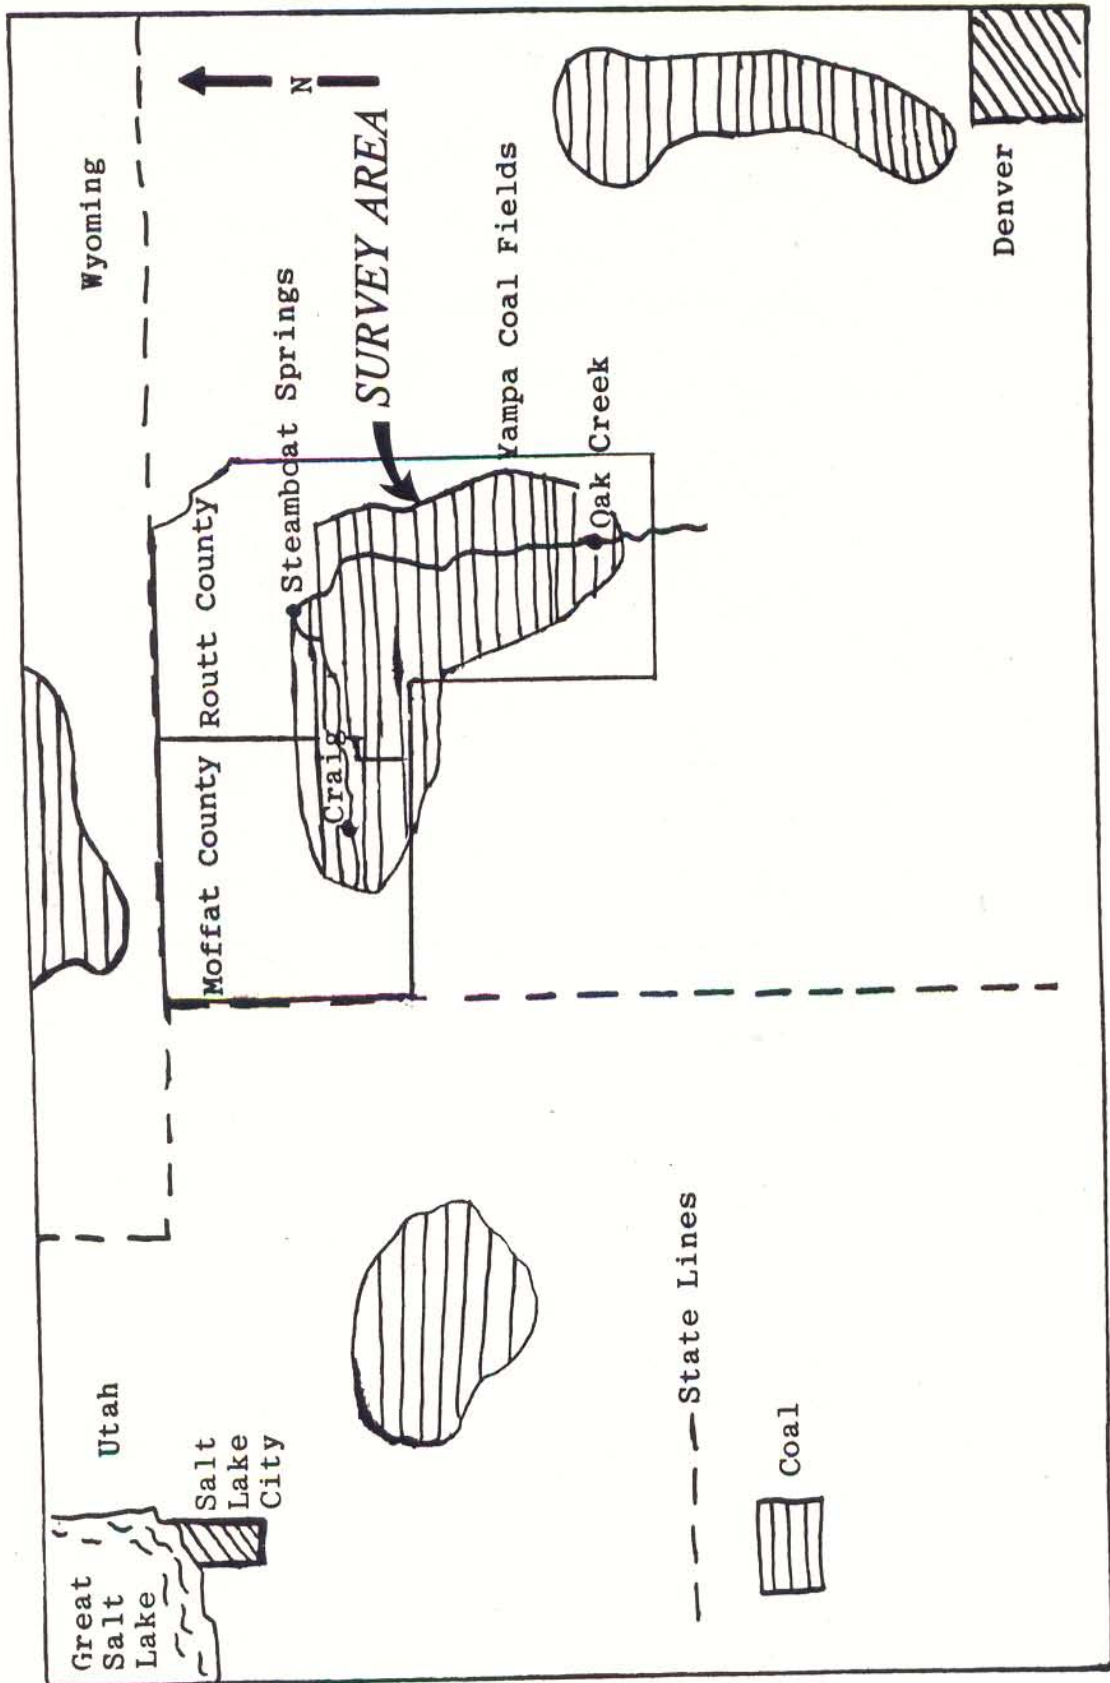 Great
Salt
Lake
Utah
Salt
Lake
City
Wyoming
N
Moffat County
Routt County
Steamboat Springs
SURVEY AREA
Craig
Yampa Coal Fields
Oak Creek
Denver
State Lines
Coal